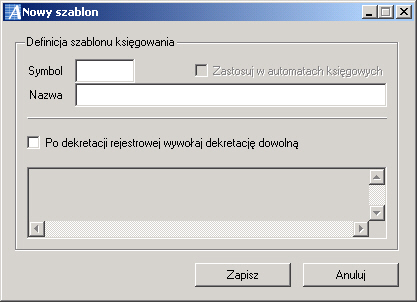 Nowy szablon
Definicja szablonu księgowania
Symbol
Zastosuj w automatach księgowych
Nazwa
Po dekretacji rejestrowej wywołaj dekretację dowolną
Zapisz
Anuluj